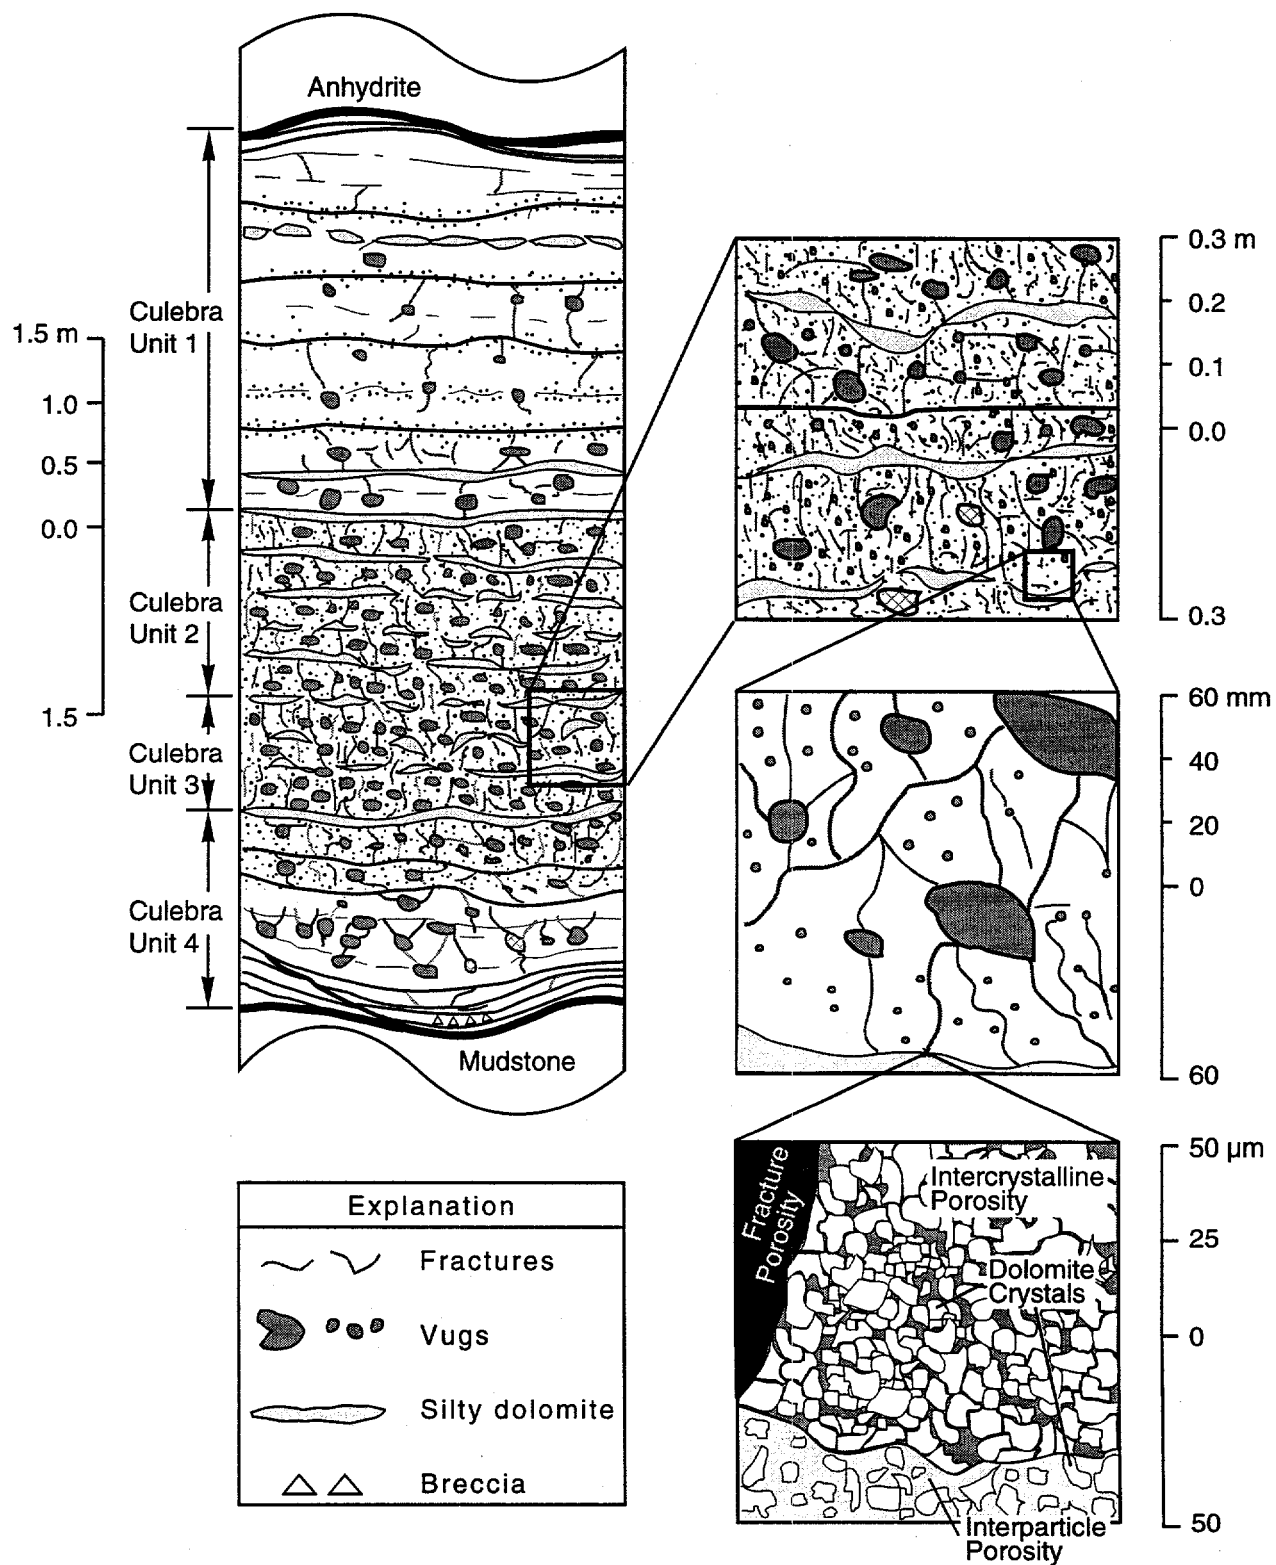 Anhydrite
Culebra
Unit 1
1.5 m
1.0
0.5
0.0
1.5
Culebra
Unit 2
Culebra
Unit 3
Culebra
Unit 4
Mudstone
0.3 m
0.2
0.1
0.0
0.3
60 mm
40
20
0
60
Fracture
Porosity
Intercrystalline
Porosity
Dolomite
Crystals
Interparticle
Porosity
50 µm
25
0
50
Explanation
Fractures
Vugs
Silty dolomite
Breccia